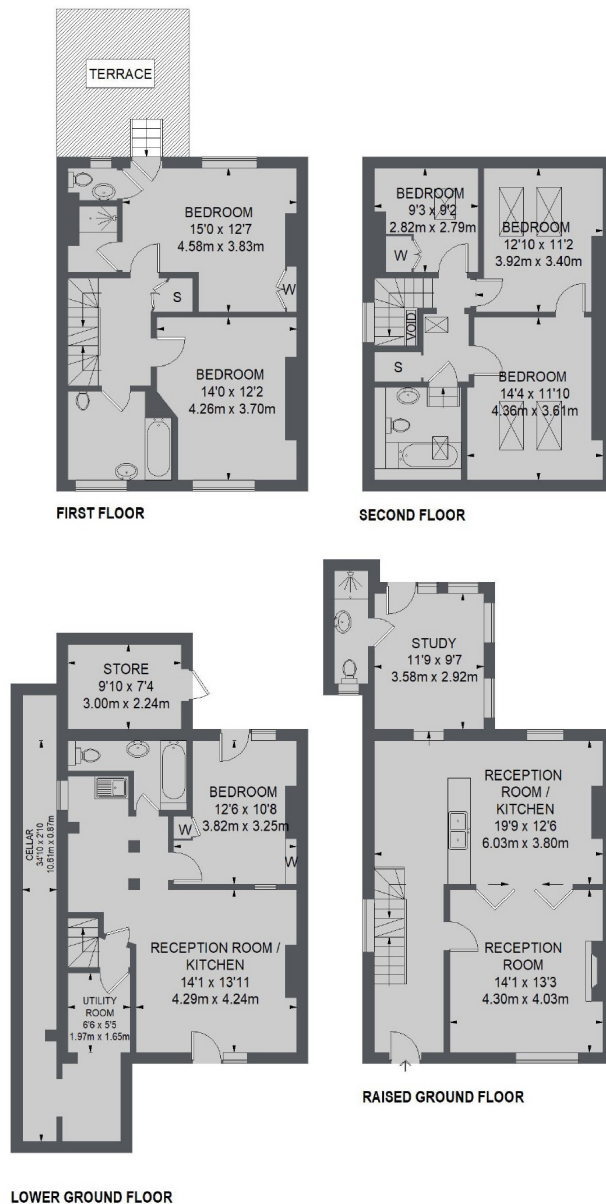 TERRACE
BEDROOM
15'0 x 12'7
4.58m x 3.83m
S
W
BEDROOM
14'0 x 12'2
4.26m x 3.70m
FIRST FLOOR
BEDROOM
9'3 x 9'2
2.82m x 2.79m
BEDROOM
12'10 x 11'2
3.92m x 3.40m
W
VOID
S
BEDROOM
14'4 x 11'10
4.36m x 3.61m
SECOND FLOOR
STORE
9'10 x 7'4
3.00m x 2.24m
CELLAR
34'10 x 2'10
10.61m x 0.87m
BEDROOM
12'6 x 10'8
3.82m x 3.25m
W
W
RECEPTION ROOM /
KITCHEN
14'1 x 13'11
4.29m x 4.24m
UTILITY
ROOM
6'6 x 5'5
1.97m x 1.65m
LOWER GROUND FLOOR
STUDY
11'9 x 9'7
3.58m x 2.92m
RECEPTION
ROOM /
KITCHEN
19'9 x 12'6
6.03m x 3.80m
RECEPTION
ROOM
14'1 x 13'3
4.30m x 4.03m
RAISED GROUND FLOOR